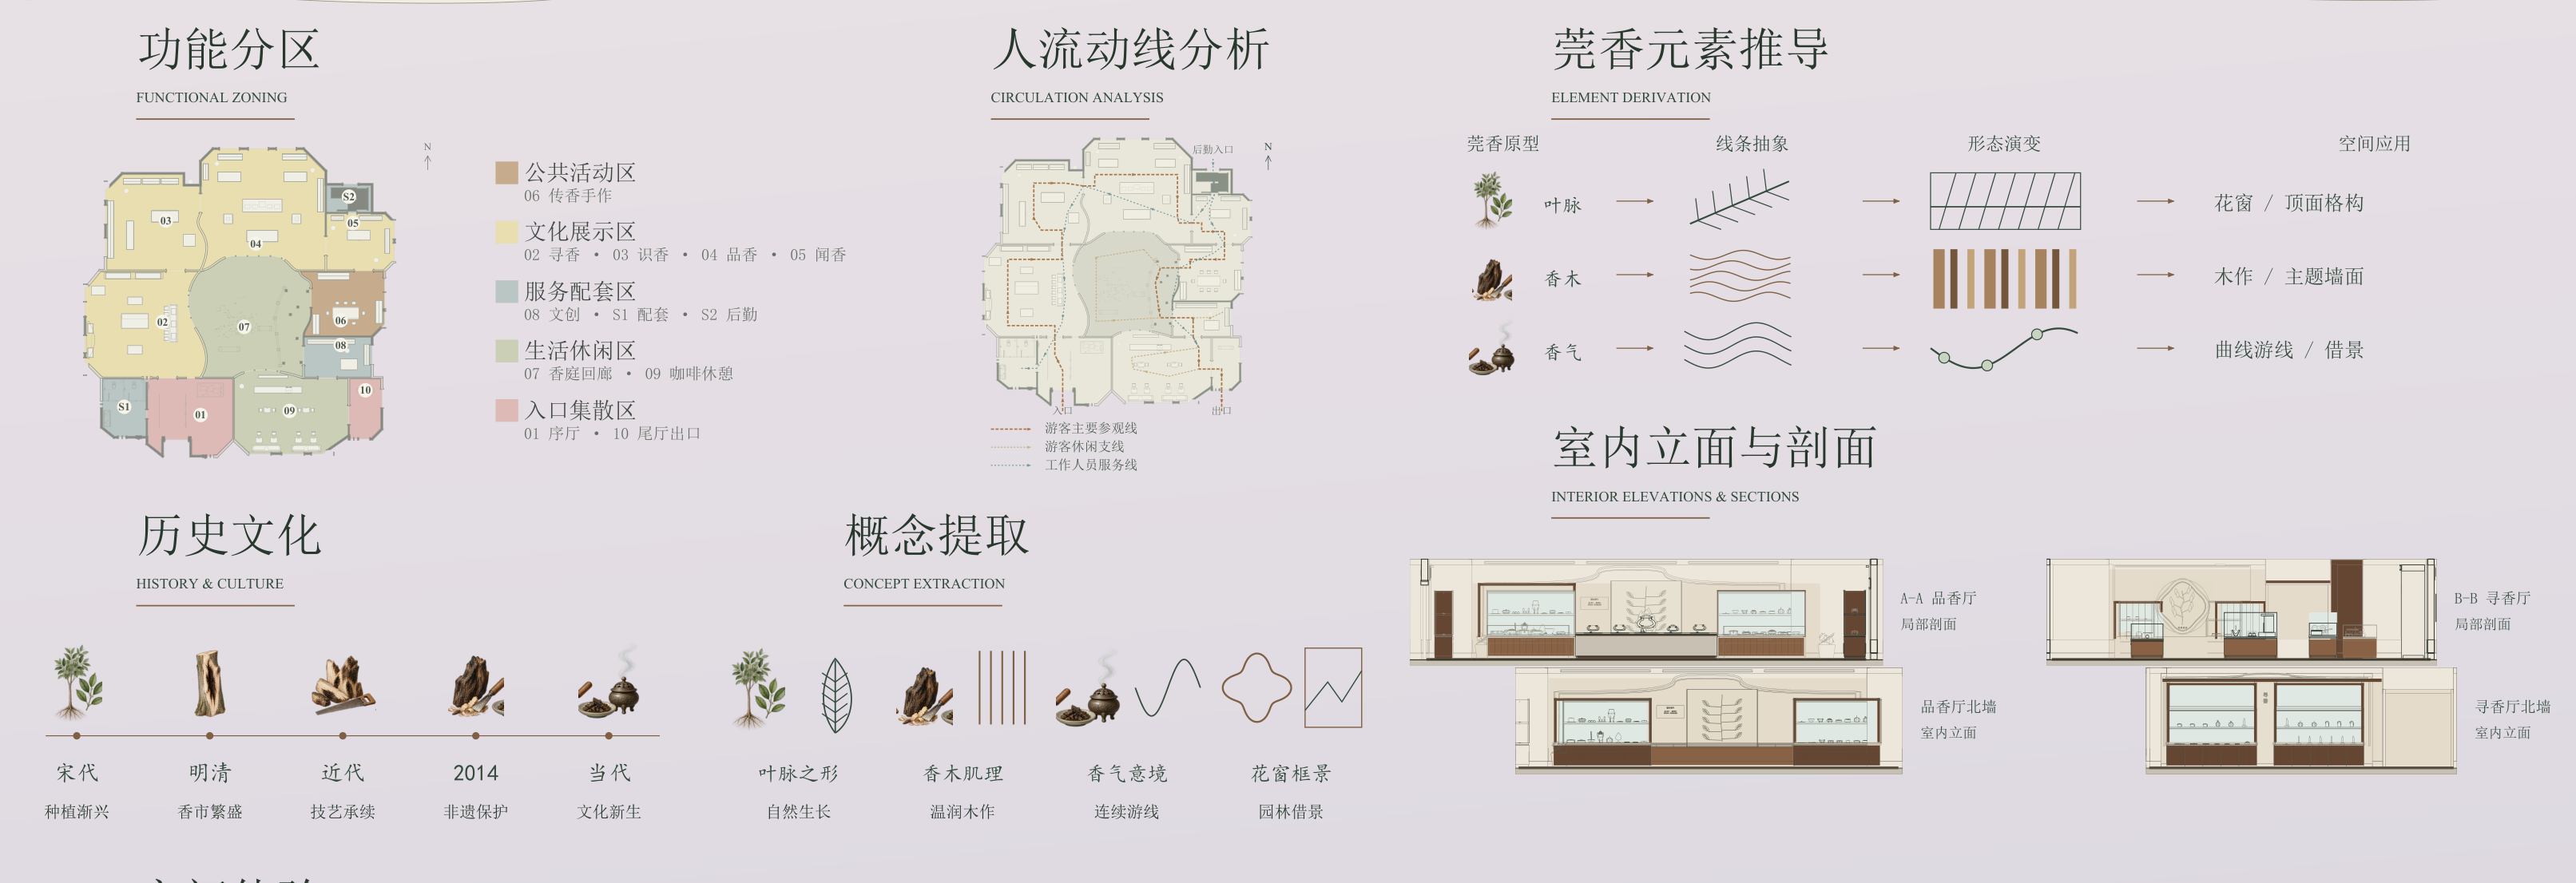 功能分区
FUNCTIONAL ZONING
N
S2
03
05
04
02
07
06
08
S1
01
09
10
公共活动区
06 传香手作
文化展示区
02 寻香 • 03 识香 • 04 品香 • 05 闻香
服务配套区
08 文创 • S1 配套 • S2 后勤
生活休闲区
07 香庭回廊 • 09 咖啡休憩
入口集散区
01 序厅 • 10 尾厅出口
人流动线分析
CIRCULATION ANALYSIS
后勤入口
N
入口
出口
游客主要参观线
游客休闲支线
工作人员服务线
莞香元素推导
ELEMENT DERIVATION
莞香原型
线条抽象
形态演变
空间应用
叶脉
花窗 / 顶面格构
香木
木作 / 主题墙面
香气
曲线游线 / 借景
室内立面与剖面
INTERIOR ELEVATIONS & SECTIONS
A-A 品香厅
局部剖面
B-B 寻香厅
局部剖面
品香厅北墙
室内立面
寻香厅北墙
室内立面
历史文化
HISTORY & CULTURE
宋代
种植渐兴
明清
香市繁盛
近代
技艺承续
2014
非遗保护
当代
文化新生
概念提取
CONCEPT EXTRACTION
叶脉之形
自然生长
香木肌理
温润木作
香气意境
连续游线
花窗框景
园林借景